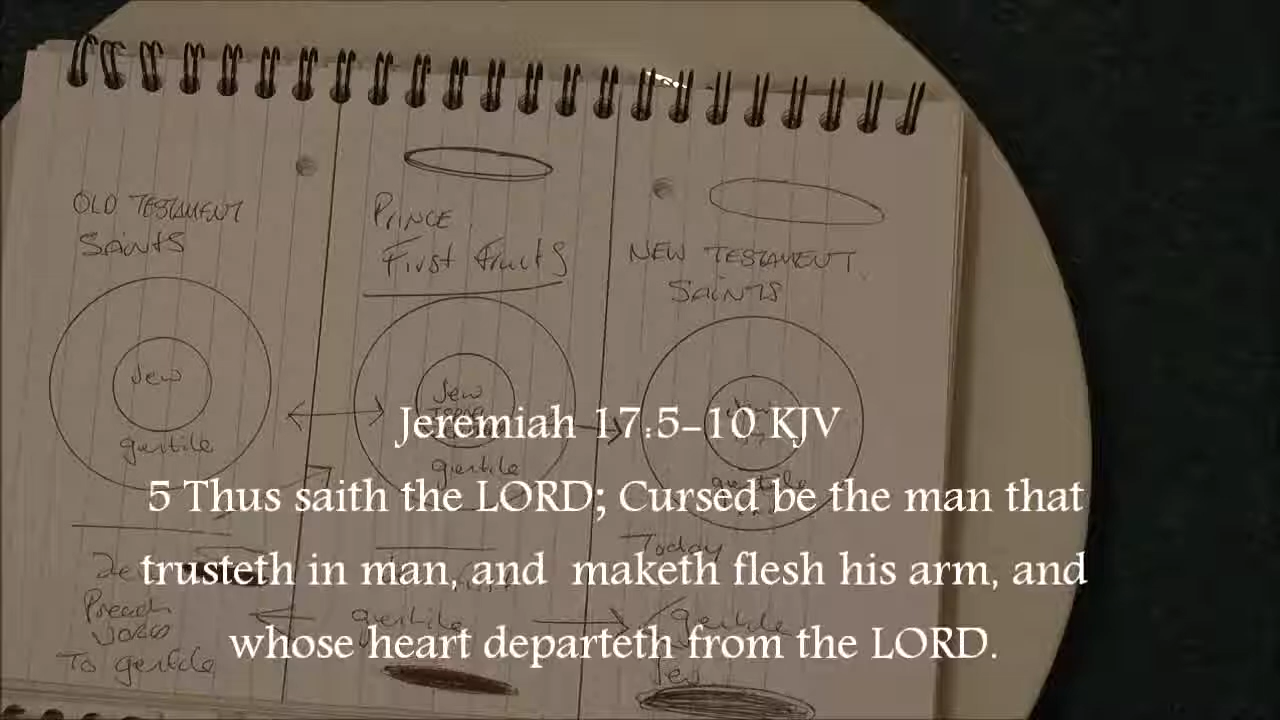 OLD TESTAMENT
SAINTS
Jew
gentile
Preach
To gentile
PRINCE
First Fruits
Jew
gentile
gentile
NEW TESTAMENT
SAINTS
gentile
Today
gentile
Jew
Jeremiah 17:5-10 KJV
5 Thus saith the LORD; Cursed be the man that
trusteth in man, and maketh flesh his arm, and
whose heart departeth from the LORD.